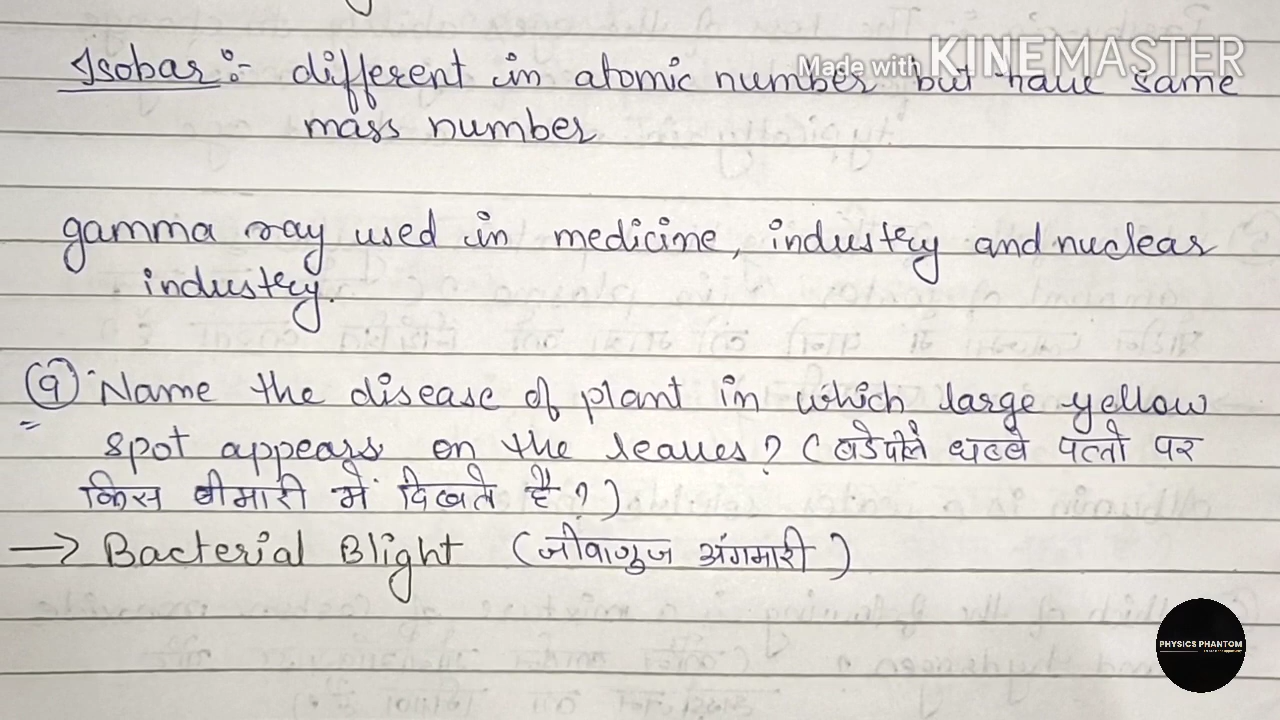 Made with KINEMASTER
Isobar :- different in atomic number but have same
mass number
gamma ray used in medicine, industry and nuclear
industry.
(9) Name the disease of plant in which large yellow
spot appears on the leaves? (बडे पीले धब्बे पत्तो पर
किस बीमारी में दिखते है ?)
→ Bacterial Blight (जीवाणुज अंगमारी)
PHYSICS PHANTOM